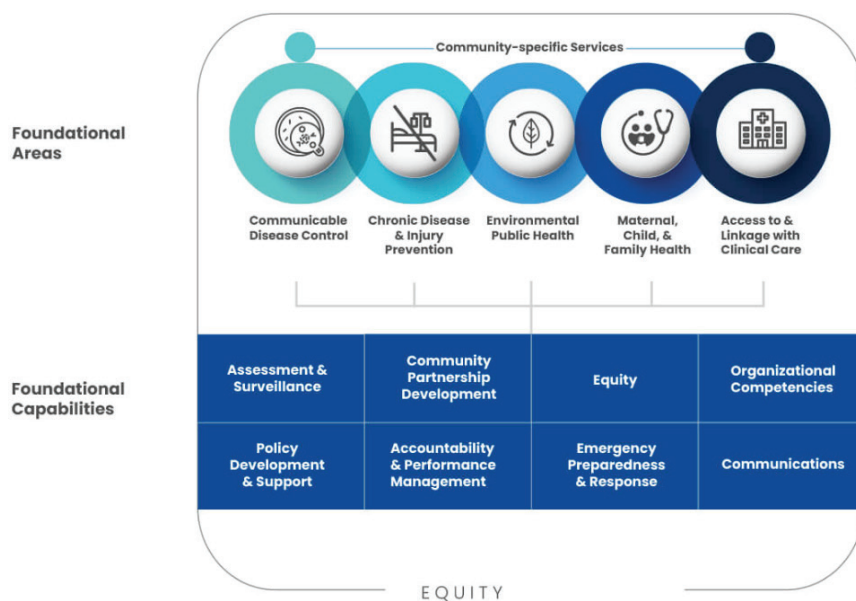 Community-specific Services
Foundational
Areas
Communicable
Disease Control
Chronic Disease
& Injury
Prevention
Environmental
Public Health
Maternal,
Child, &
Family Health
Access to &
Linkage with
Clinical Care
Foundational
Capabilities
Assessment &
Surveillance
Community
Partnership
Development
Equity
Organizational
Competencies
Policy
Development
& Support
Accountability
& Performance
Management
Emergency
Preparedness
& Response
Communications
EQUITY